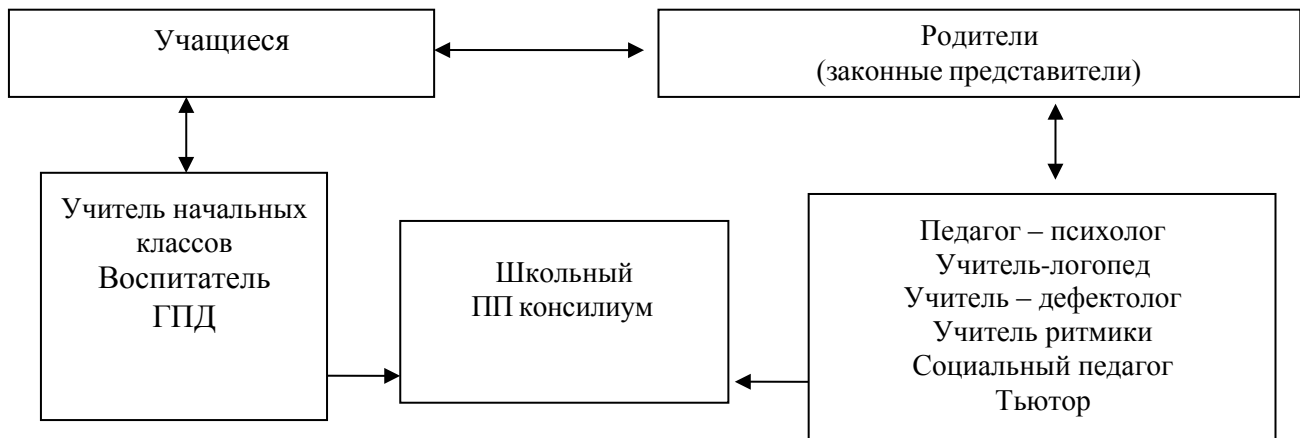 Учащиеся
Родители
(законные представители)
Учитель начальных
классов
Воспитатель
ГПД
Школьный
ПП консилиум
Педагог – психолог
Учитель-логопед
Учитель – дефектолог
Учитель ритмики
Социальный педагог
Тьютор